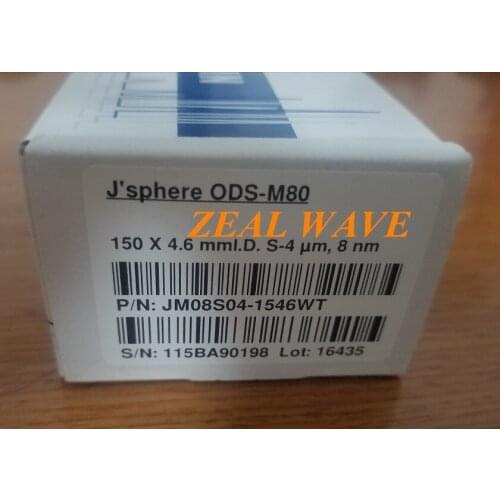 J'sphere ODS-M80
ZEAL WAVE
150 X 4.6 mmI.D. S-4 µm, 8 nm
P/N: JM08S04-1546WT
S/N: 115BA90198 Lot: 16435